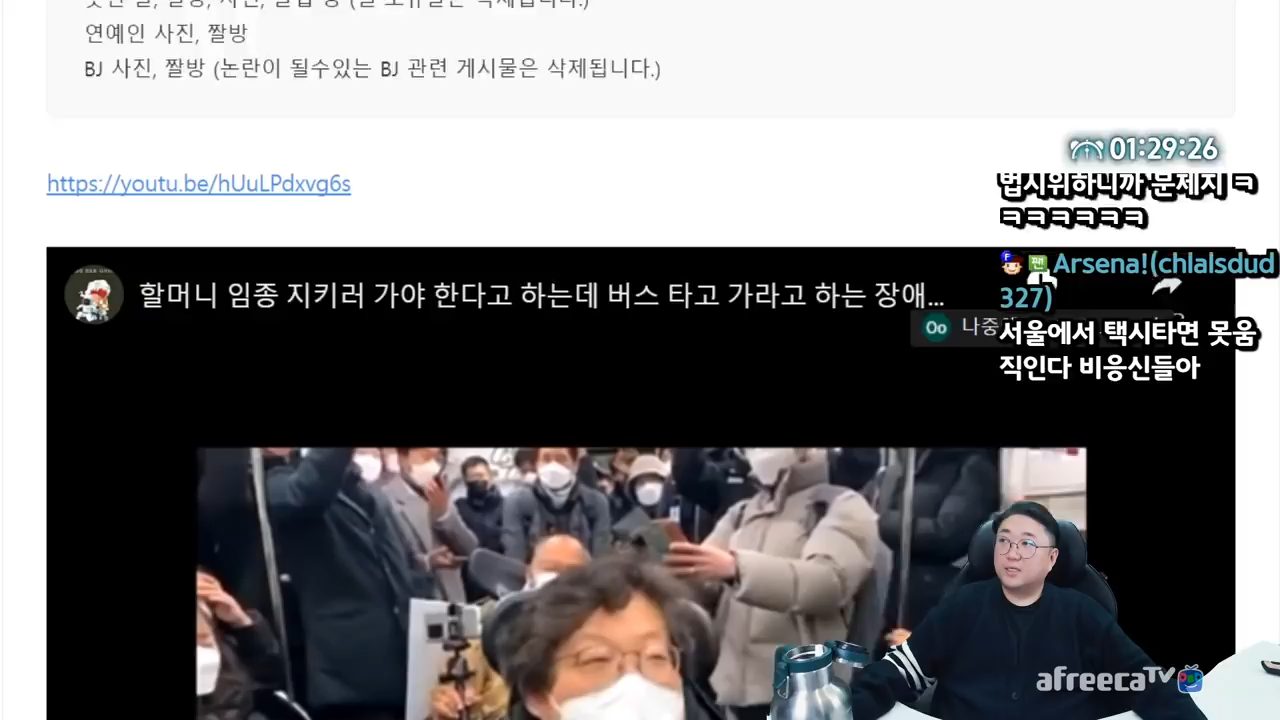 연예인 사진, 짤방
BJ 사진, 짤방 (논란이 될수있는 BJ 관련 게시물은 삭제됩니다.)
01:29:26
https://youtu.be/hUuLPdxvg6s
법시위하니까 문제지 ㅋ
ㅋㅋㅋㅋㅋㅋ
팬 Arsena!(chlalsdud
327)
할머니 임종 지키러 가야 한다고 하는데 버스 타고 가라고 하는 장애...
나중
서울에서 택시타면 못움
직인다 비응신들아
afreecaTV